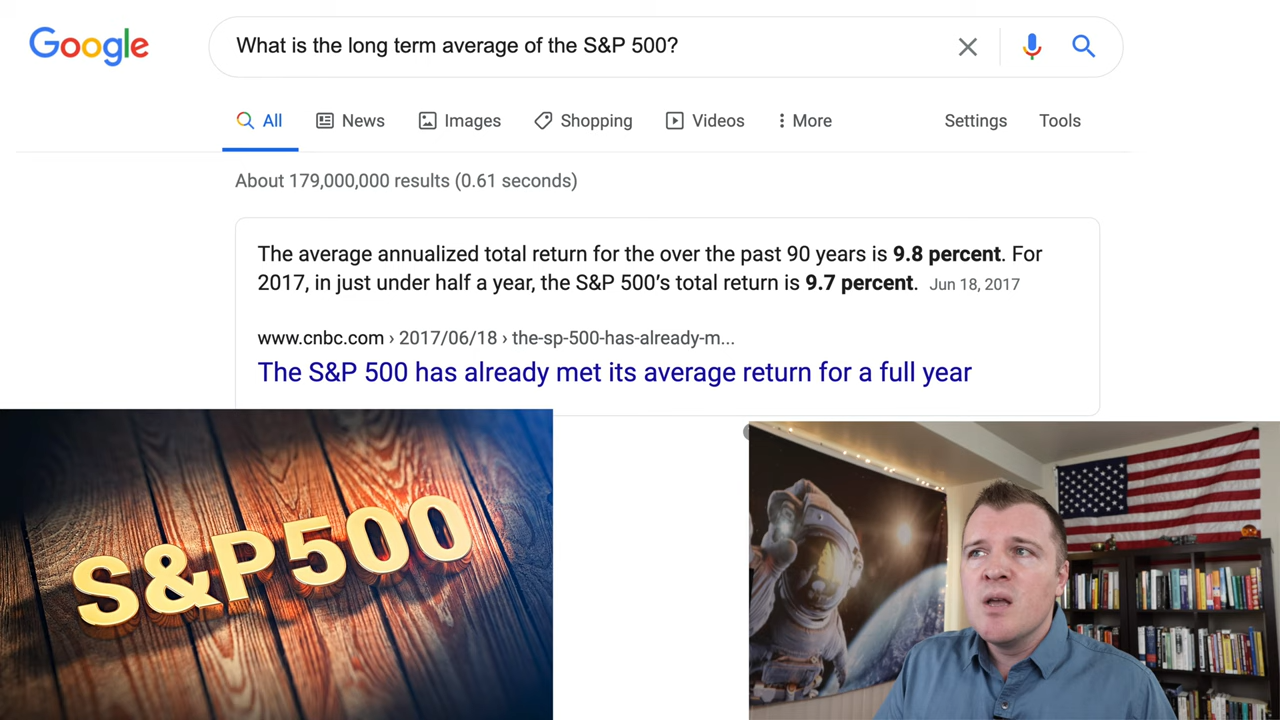 Google
What is the long term average of the S&P 500?
All
News
Images
Shopping
Videos
More
Settings
Tools
About 179,000,000 results (0.61 seconds)
The average annualized total return for the over the past 90 years is 9.8 percent. For
2017, in just under half a year, the S&P 500's total return is 9.7 percent. Jun 18, 2017
www.cnbc.com › 2017/06/18 › the-sp-500-has-already-m...
The S&P 500 has already met its average return for a full year
S&P500